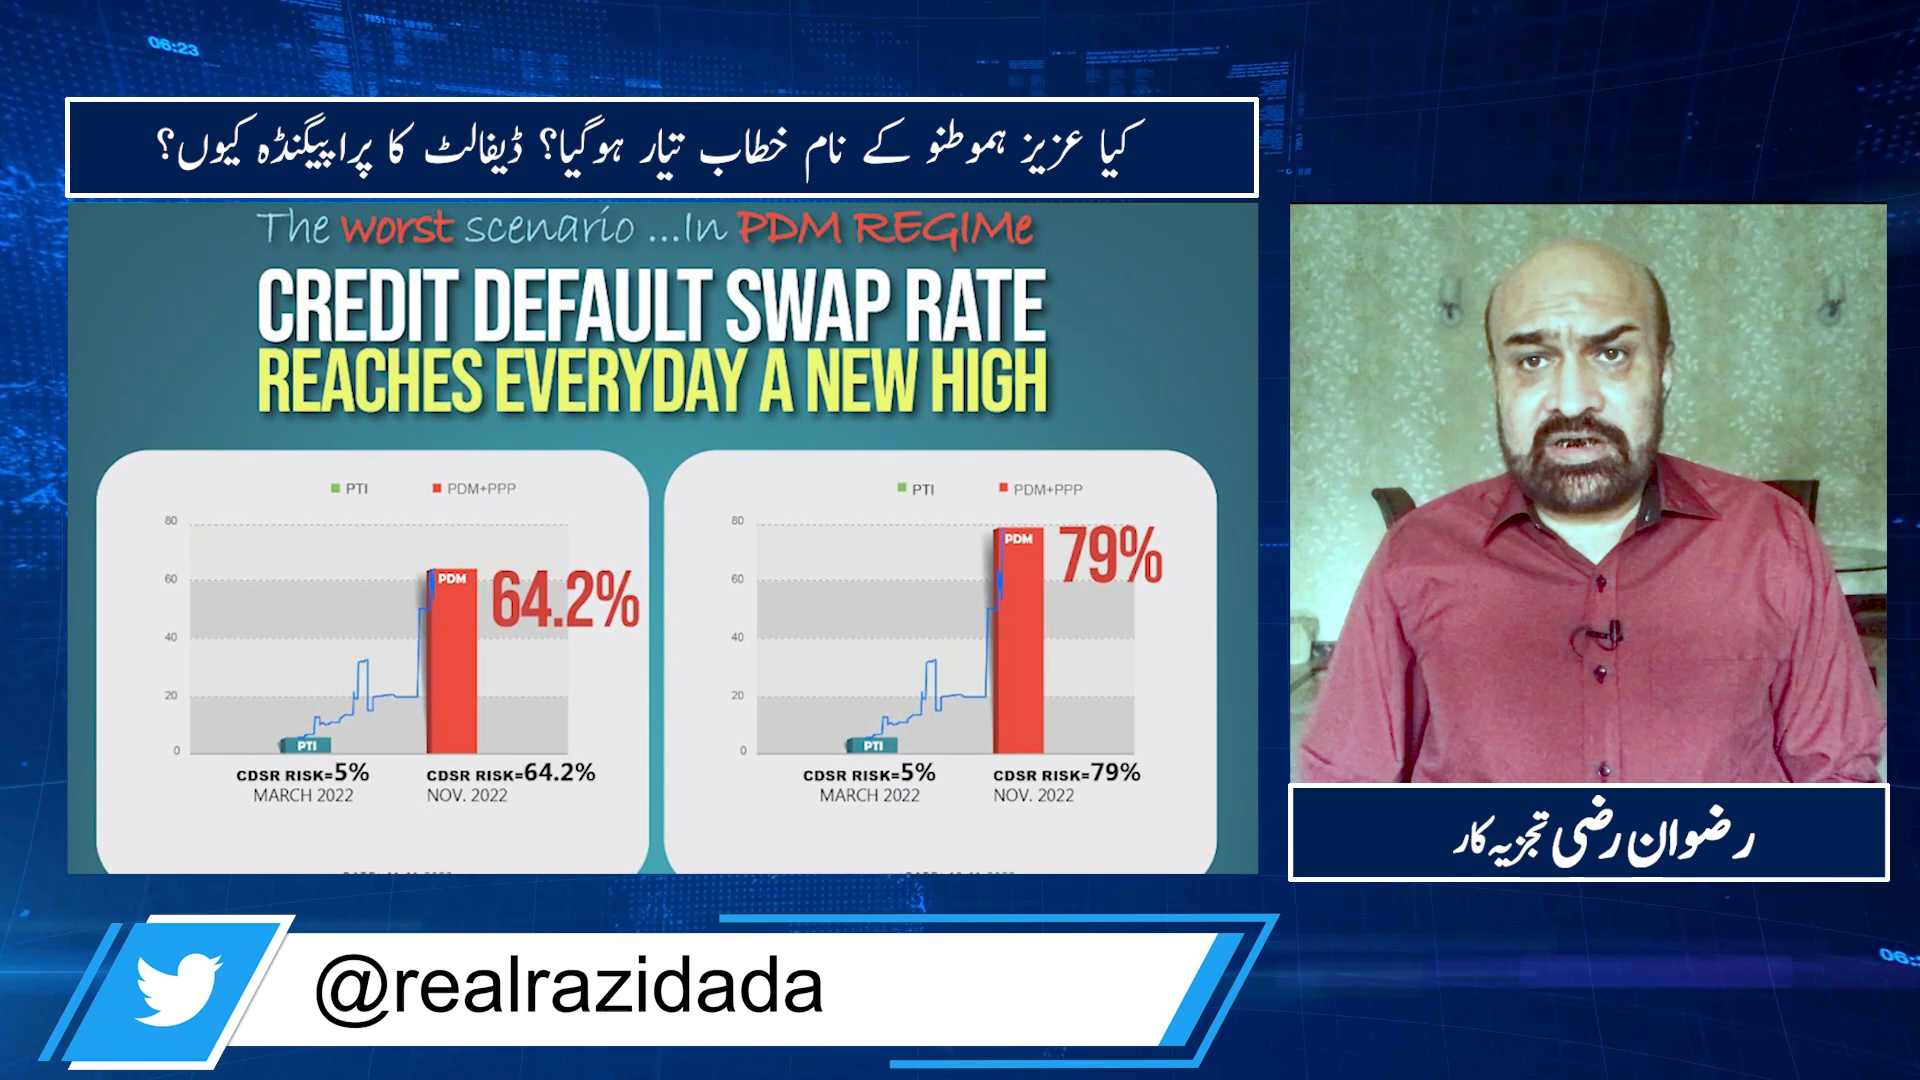 06:23
کیا عزیز ہموطنو کے نام خطاب تیار ہوگیا؟ ڈیفالٹ کا پراپیگنڈہ کیوں؟
The worst scenario ...In PDM REGIMe
CREDIT DEFAULT SWAP RATE
REACHES EVERYDAY A NEW HIGH
PTI PDM+PPP
80
60
40
20
0
PDM
64.2%
PTI
CDSR RISK=5% CDSR RISK=64.2%
MARCH 2022 NOV. 2022
PTI PDM+PPP
80
60
40
20
0
PDM
79%
PTI
CDSR RISK=5% CDSR RISK=79%
MARCH 2022 NOV. 2022
رضوان رضی تجزیہ کار
@realrazidada